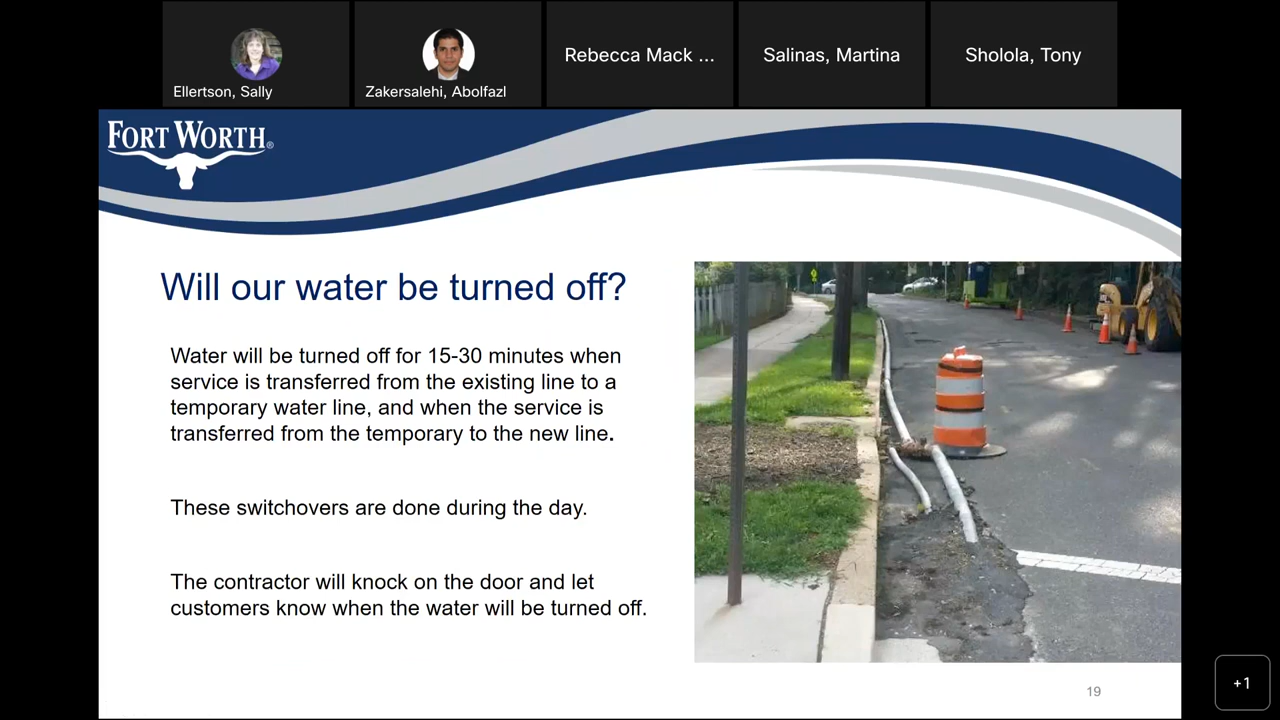 Ellertson, Sally
Zakersalehi, Abolfazl
Rebecca Mack ...
Salinas, Martina
Sholola, Tony
FORT WORTH®
Will our water be turned off?
Water will be turned off for 15-30 minutes when
service is transferred from the existing line to a
temporary water line, and when the service is
transferred from the temporary to the new line.
These switchovers are done during the day.
The contractor will knock on the door and let
customers know when the water will be turned off.
19
+1